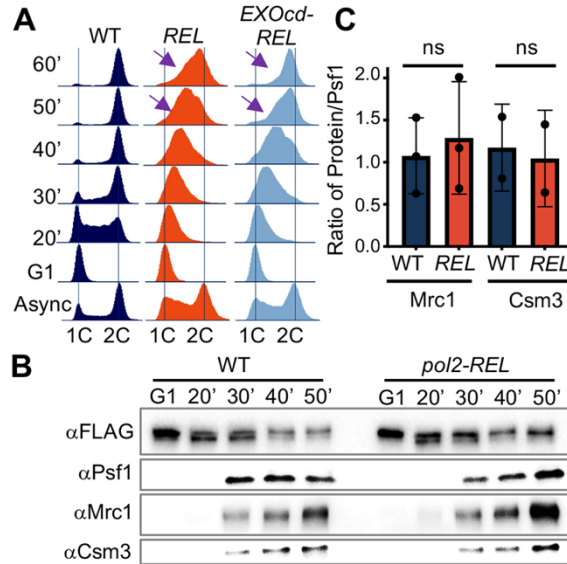 A
WT
REL
EXOcd-
REL
60’
50’
40’
30’
20’
G1
Async
1C 2C 1C 2C 1C 2C
C
ns ns
Ratio of Protein/Psf1
2.0
1.5
1.0
0.5
0.0
WT REL WT REL
Mrc1 Csm3
B
WT pol2-REL
G1 20’ 30’ 40’ 50’ G1 20’ 30’ 40’ 50’
αFLAG
αPsf1
αMrc1
αCsm3